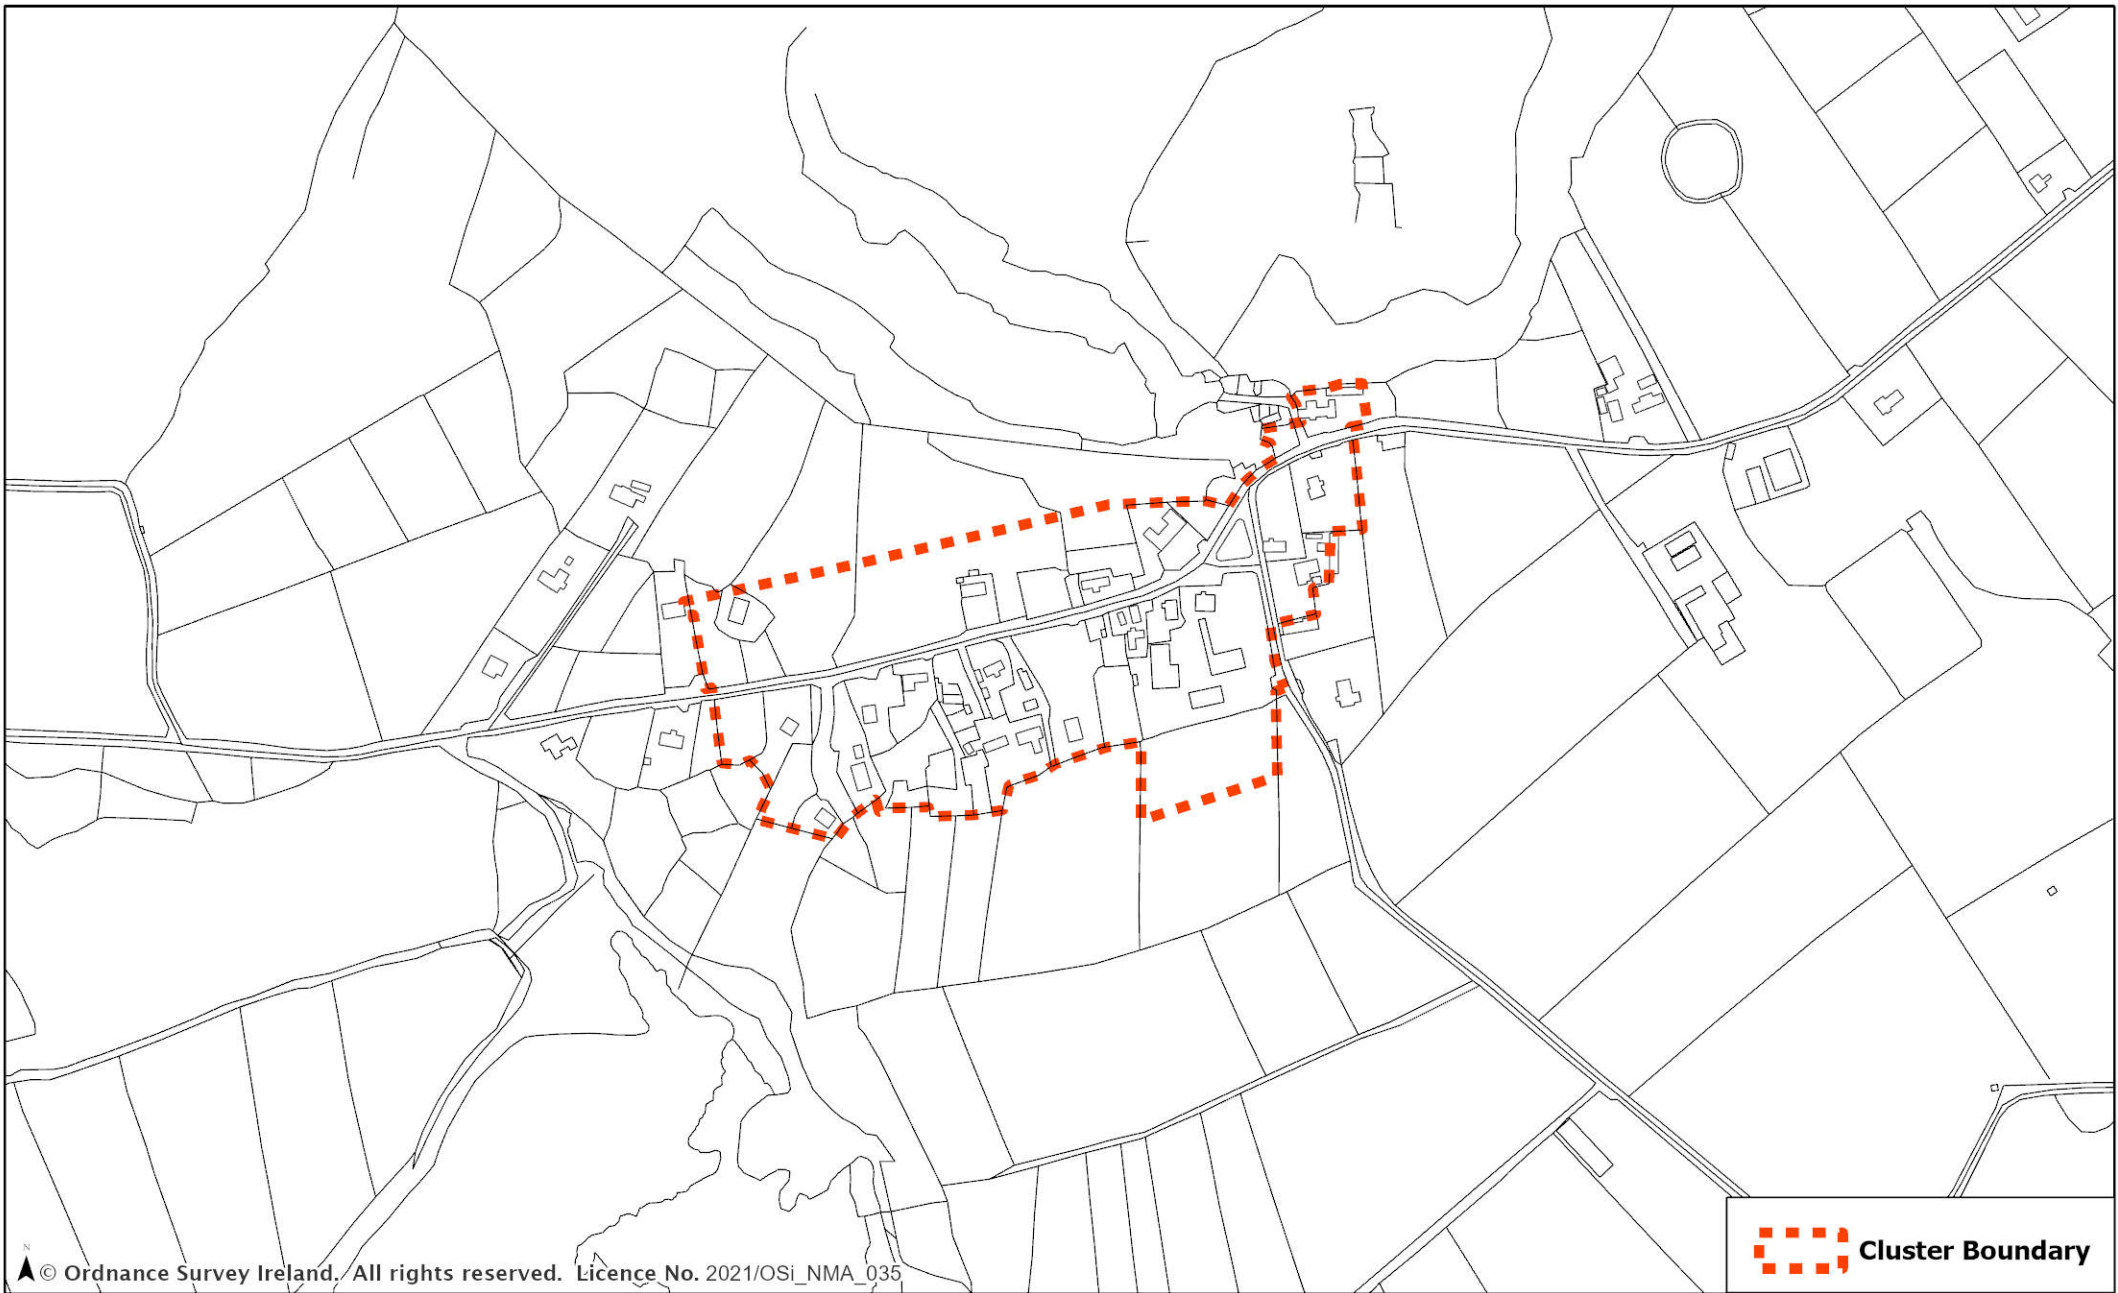 Cluster Boundary
N
© Ordnance Survey Ireland. All rights reserved. Licence No. 2021/OSi_NMA_035